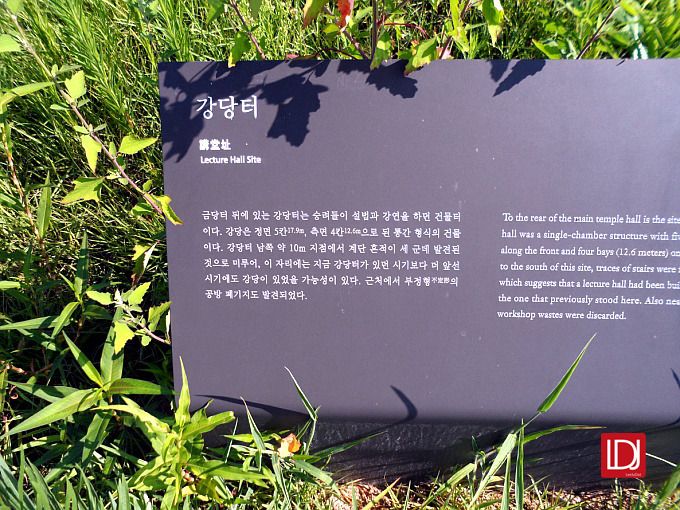 강당터
講堂址
Lecture Hall Site
금당터 뒤에 있는 강당터는 승려들이 설법과 강연을 하던 건물터
이다. 강당은 정면 5칸17.9m, 측면 4칸12.6m으로 된 통간 형식의 건물
이다. 강당터 남쪽 약 10m 지점에서 계단 흔적이 세 군데 발견된
것으로 미루어, 이 자리에는 지금 강당터가 있던 시기보다 더 앞선
시기에도 강당이 있었을 가능성이 있다. 근처에서 부정형不定形의
공방 폐기지도 발견되었다.
To the rear of the main temple hall is the site
hall was a single-chamber structure with five
along the front and four bays (12.6 meters) on
to the south of this site, traces of stairs were
which suggests that a lecture hall had been buil
the one that previously stood here. Also nea
workshop wastes were discarded.
LDJ